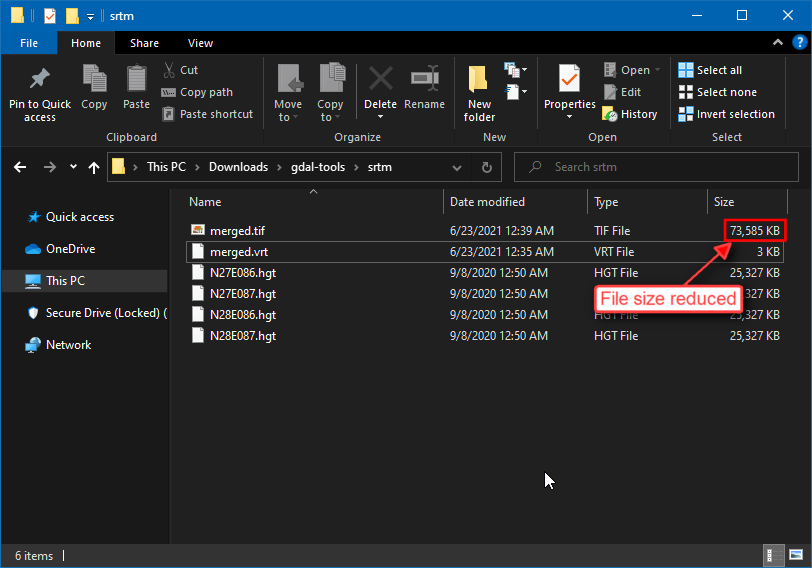 srtm
File Home Share View
Pin to Quick access
Copy
Paste
Cut
Copy path
Paste shortcut
Move to
Copy to
Delete
Rename
New folder
Properties
Open
Edit
History
Select all
Select none
Invert selection
Clipboard Organize New Open Select
This PC > Downloads > gdal-tools > srtm
Search srtm
Quick access
OneDrive
This PC
Secure Drive (Locked) (
Network
Name Date modified Type Size
merged.tif 6/23/2021 12:39 AM TIF File 73,585 KB
merged.vrt 6/23/2021 12:35 AM VRT File 3 KB
N27E086.hgt 9/8/2020 12:50 AM HGT File 25,327 KB
N27E087.hgt 9/8/2020 12:50 AM HGT File 25,327 KB
N28E086.hgt 9/8/2020 12:50 AM HGT File 25,327 KB
N28E087.hgt 9/8/2020 12:50 AM HGT File 25,327 KB
File size reduced
6 items